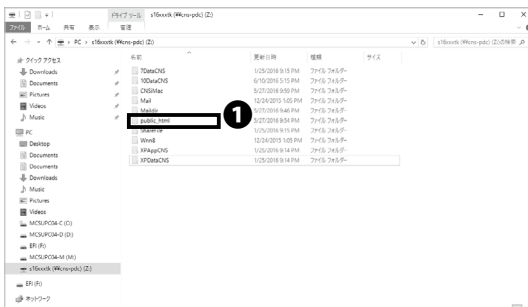 ドライブ ツール s16xxxtk (¥¥cns-pdc) (Z:)
ファイル ホーム 共有 表示 管理
PC › s16xxxtk (¥¥cns-pdc) (Z:)
s16xxxtk (¥¥cns-pdc) (Z:)の検索
名前 更新日時 種類 サイズ
クイック アクセス
Downloads
Documents
Pictures
Videos
Music
PC
Desktop
Documents
Documents
Downloads
Music
Pictures
Videos
MCSUPC04-C (C:)
MCSUPC04-D (D:)
EFI (F:)
MCSUPC04-M (M:)
s16xxxtk (¥¥cns-pdc) (Z:)
EFI (F:)
ネットワーク
7DataCNS 1/25/2016 9:15 PM ファイル フォルダー
10DataCNS 6/10/2016 5:15 PM ファイル フォルダー
CNSiMac 5/27/2016 9:59 PM ファイル フォルダー
Mail 12/24/2015 1:05 PM ファイル フォルダー
Maildir 5/27/2016 9:46 PM ファイル フォルダー
public_html 5/27/2016 9:54 PM ファイル フォルダー
1/25/2016 9:15 PM ファイル フォルダー
Wnn8 12/24/2015 1:05 PM ファイル フォルダー
XPAppCNS 1/25/2016 9:14 PM ファイル フォルダー
XPDataCNS 1/25/2016 9:14 PM ファイル フォルダー
1